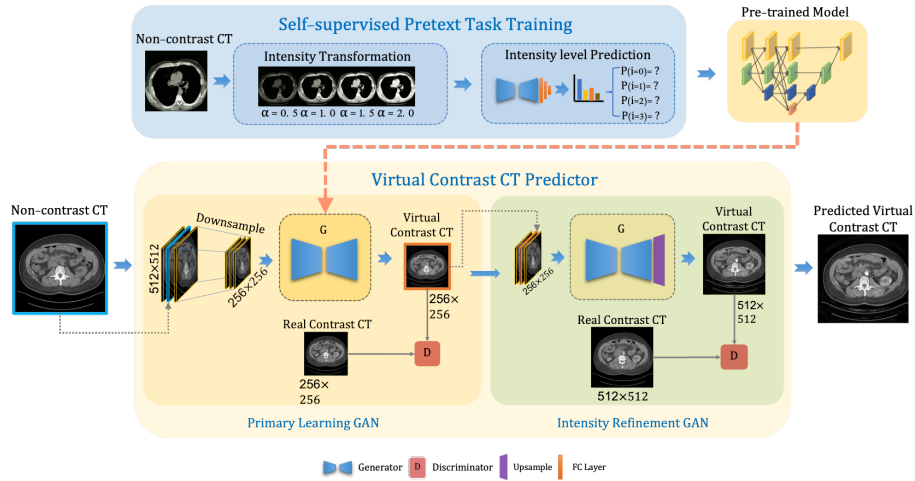 Self-supervised Pretext Task Training
Pre-trained Model
Non-contrast CT
Intensity Transformation
α = 0. 5 α = 1. 0 α = 1. 5 α = 2. 0
Intensity level Prediction
P(i=0)= ?
P(i=1)= ?
P(i=2)= ?
P(i=3)= ?
Virtual Contrast CT Predictor
Non-contrast CT
512×512
Downsample
256×256
G
Virtual
Contrast CT
256×
256
Real Contrast CT
256×
256
D
Primary Learning GAN
256×256
G
Virtual
Contrast CT
512×
512
Real Contrast CT
512×512
D
Intensity Refinement GAN
Predicted Virtual
Contrast CT
Generator
D Discriminator
Upsample
FC Layer